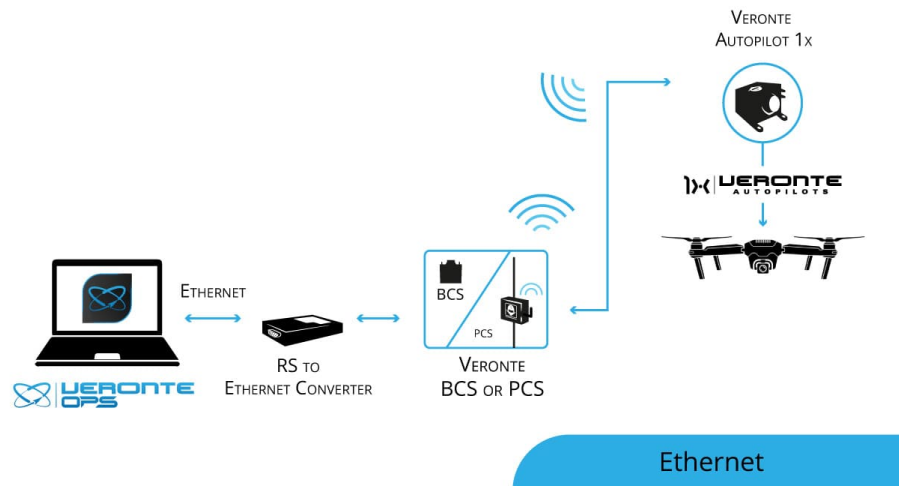 VERONTE
AUTOPILOT 1X
1X VERONTE
AUTOPILOTS
ETHERNET
BCS
PCS
RS TO
ETHERNET CONVERTER
VERONTE
BCS OR PCS
VERONTE
OPS
Ethernet